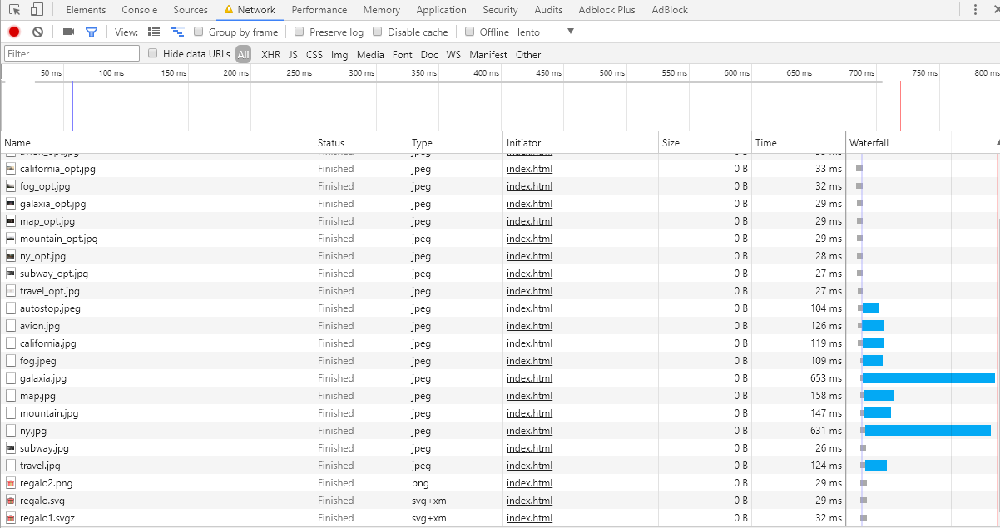 Elements Console Sources Network Performance Memory Application Security Audits Adblock Plus AdBlock
View: Group by frame Preserve log Disable cache Offline lento
Filter Hide data URLs All XHR JS CSS Img Media Font Doc WS Manifest Other
50 ms 100 ms 150 ms 200 ms 250 ms 300 ms 350 ms 400 ms 450 ms 500 ms 550 ms 600 ms 650 ms 700 ms 750 ms 800 ms
Name Status Type Initiator Size Time Waterfall
avion_opt.jpg Finished jpeg index.html 0 B
california_opt.jpg Finished jpeg index.html 0 B 33 ms
fog_opt.jpg Finished jpeg index.html 0 B 32 ms
galaxia_opt.jpg Finished jpeg index.html 0 B 29 ms
map_opt.jpg Finished jpeg index.html 0 B 29 ms
mountain_opt.jpg Finished jpeg index.html 0 B 29 ms
ny_opt.jpg Finished jpeg index.html 0 B 28 ms
subway_opt.jpg Finished jpeg index.html 0 B 27 ms
travel_opt.jpg Finished jpeg index.html 0 B 27 ms
autostop.jpeg Finished jpeg index.html 0 B 104 ms
avion.jpg Finished jpeg index.html 0 B 126 ms
california.jpg Finished jpeg index.html 0 B 119 ms
fog.jpeg Finished jpeg index.html 0 B 109 ms
galaxia.jpg Finished jpeg index.html 0 B 653 ms
map.jpg Finished jpeg index.html 0 B 158 ms
mountain.jpg Finished jpeg index.html 0 B 147 ms
ny.jpg Finished jpeg index.html 0 B 631 ms
subway.jpg Finished jpeg index.html 0 B 26 ms
travel.jpg Finished jpeg index.html 0 B 124 ms
regalo2.png Finished png index.html 0 B 29 ms
regalo.svg Finished svg+xml index.html 0 B 29 ms
regalo1.svgz Finished svg+xml index.html 0 B 32 ms